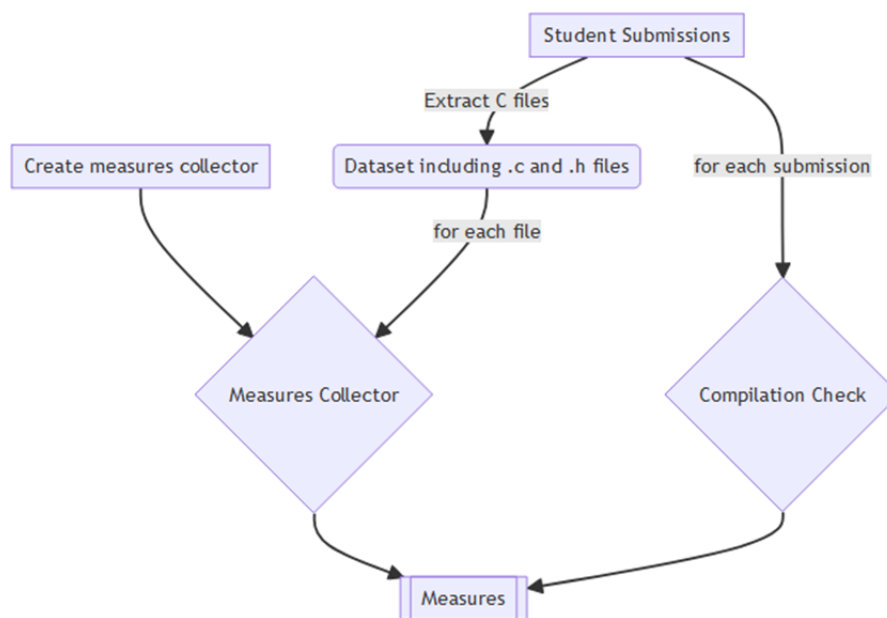 Student Submissions
Extract C files
Create measures collector
Dataset including .c and .h files
for each submission
for each file
Measures Collector
Compilation Check
Measures